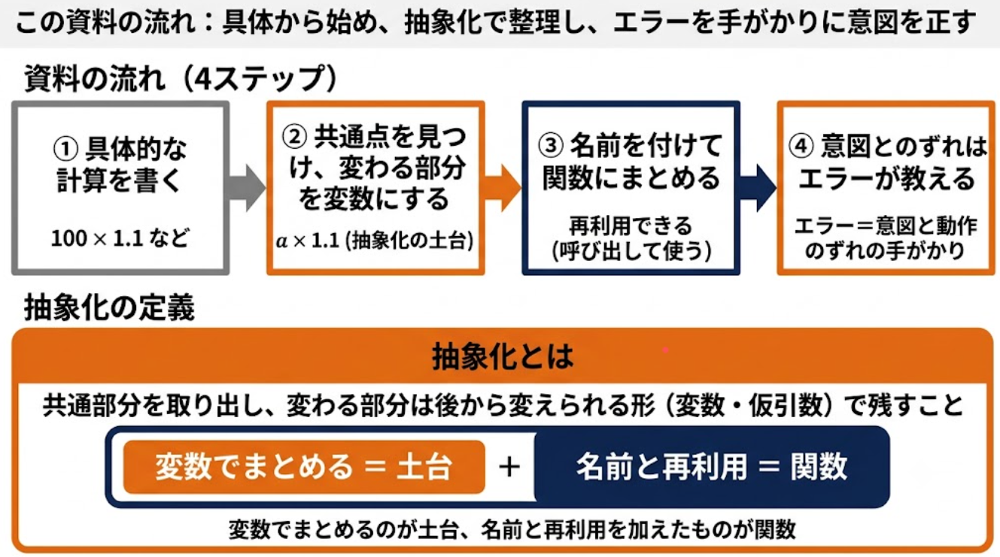 この資料の流れ：具体から始め、抽象化で整理し、エラーを手がかりに意図を正す
資料の流れ（4ステップ）
① 具体的な
計算を書く
100 × 1.1 など
② 共通点を見つ
け、変わる部分
を変数にする
a × 1.1 (抽象化の土台)
③ 名前を付けて
関数にまとめる
再利用できる
（呼び出して使う）
④ 意図とのずれは
エラーが教える
エラー＝意図と動作
のずれの手がかり
抽象化の定義
抽象化とは
共通部分を取り出し、変わる部分は後から変えられる形（変数・仮引数）で残すこと
変数でまとめる ＝ 土台 + 名前と再利用 ＝ 関数
変数でまとめるのが土台、名前と再利用を加えたものが関数